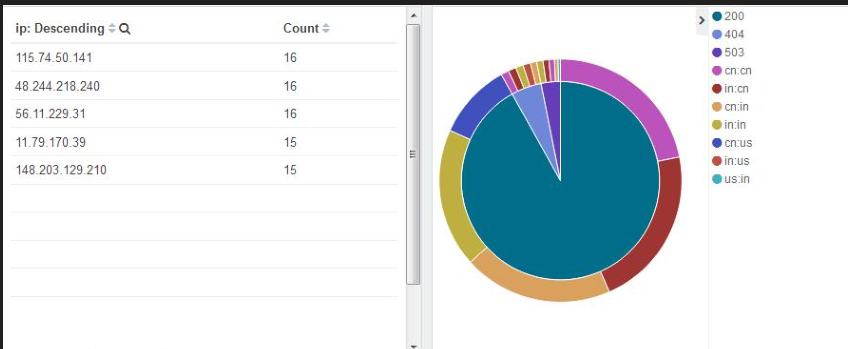 ip: Descending Count
115.74.50.141 16
48.244.218.240 16
56.11.229.31 16
11.79.170.39 15
148.203.129.210 15
200
404
503
cn:cn
in:cn
cn:in
in:in
cn:us
in:us
us:in